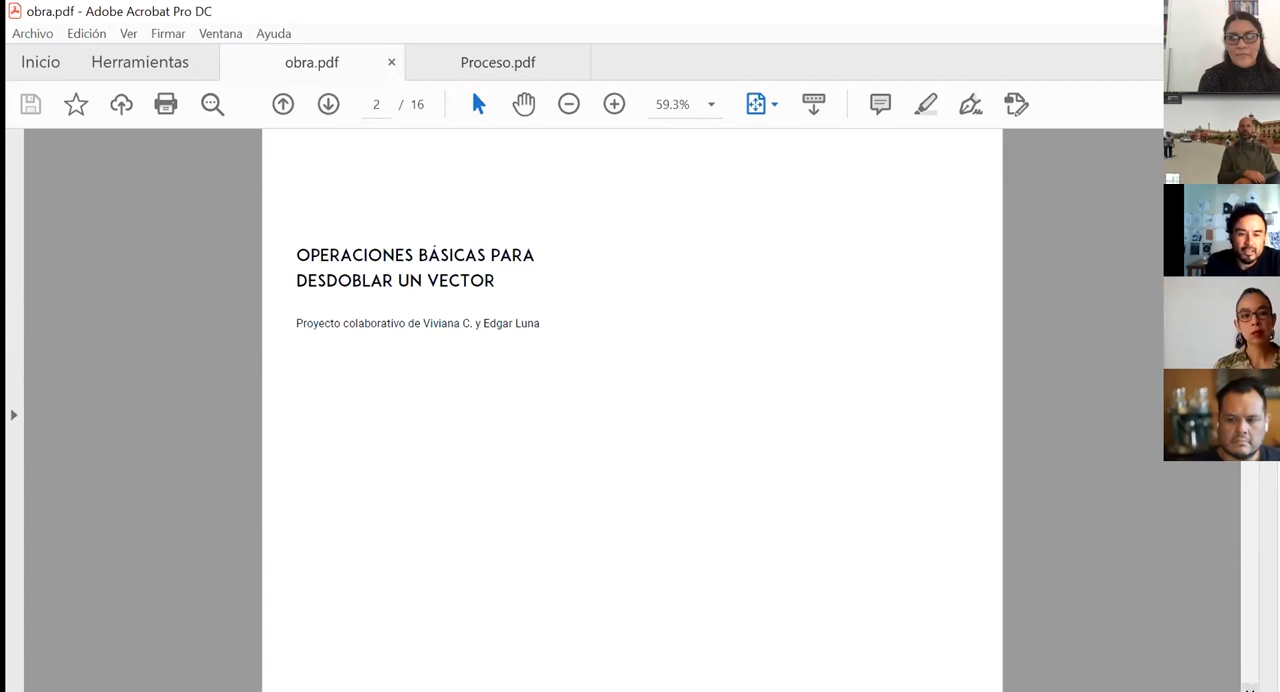 obra.pdf - Adobe Acrobat Pro DC
Archivo Edición Ver Firmar Ventana Ayuda
Inicio Herramientas obra.pdf × Proceso.pdf
2 / 16 59.3%
OPERACIONES BÁSICAS PARA
DESDOBLAR UN VECTOR
Proyecto colaborativo de Viviana C. y Edgar Luna